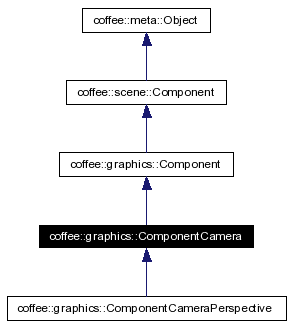 coffee::meta::Object
coffee::scene::Component
coffee::graphics::Component
coffee::graphics::ComponentCamera
coffee::graphics::ComponentCameraPerspective